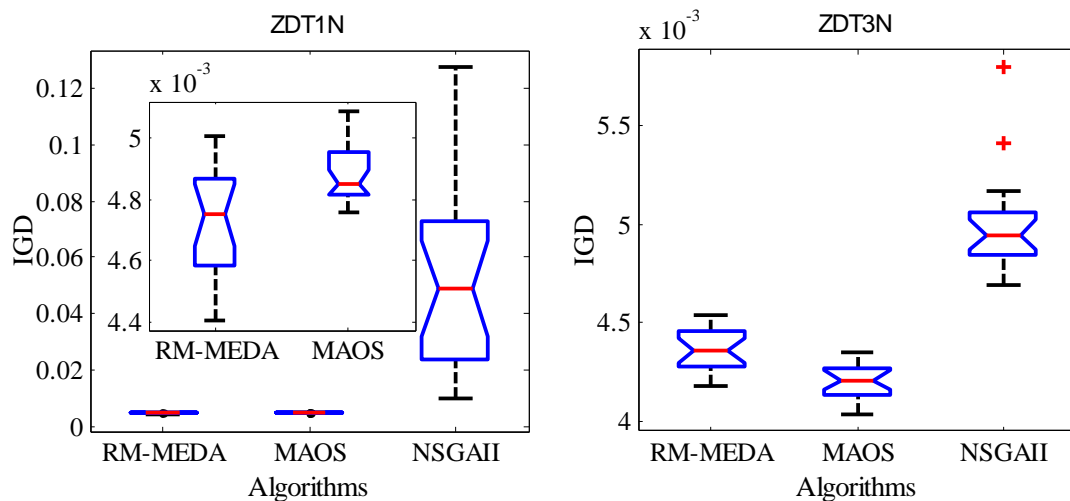 ZDT1N
IGD
0.12
0.1
0.08
0.06
0.04
0.02
0
x 10^-3
5
4.8
4.6
4.4
RM-MEDA MAOS
RM-MEDA MAOS NSGAII
Algorithms
ZDT3N
x 10^-3
IGD
5.5
5
4.5
4
RM-MEDA MAOS NSGAII
Algorithms